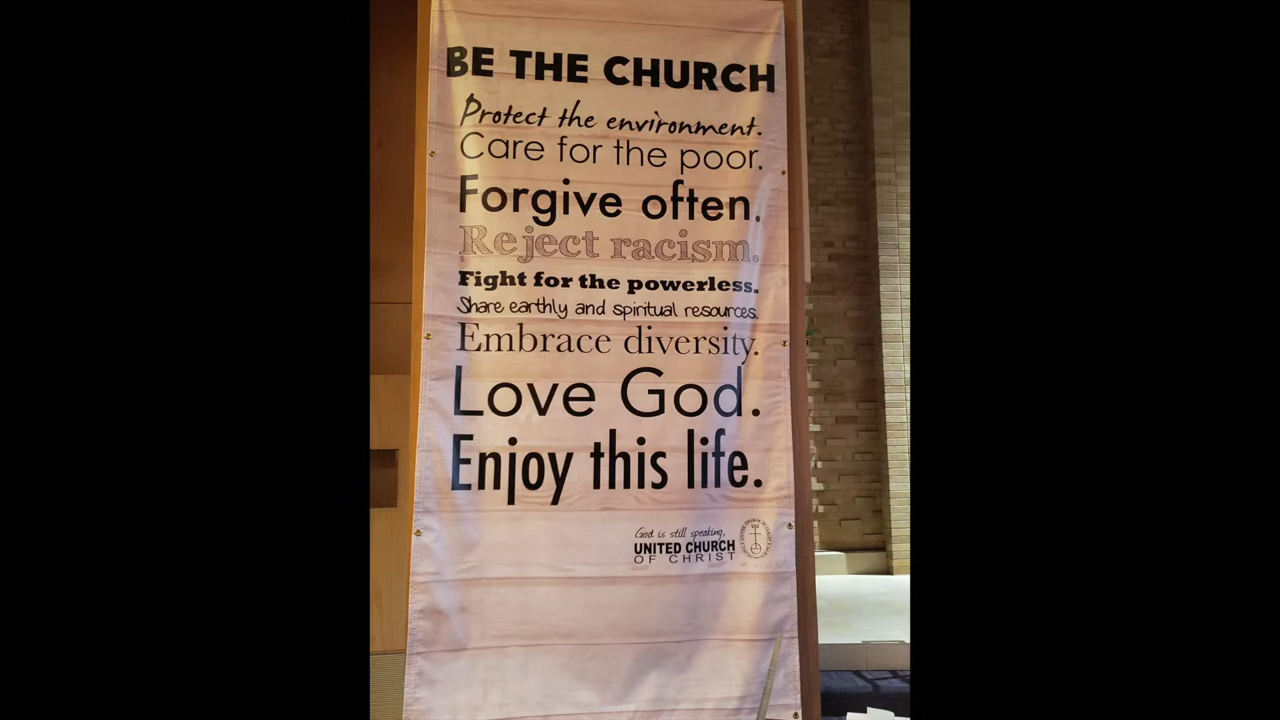 BE THE CHURCH
Protect the environment.
Care for the poor.
Forgive often.
Reject racism.
Fight for the powerless.
Share earthly and spiritual resources.
Embrace diversity.
Love God.
Enjoy this life.
God is still speaking,
UNITED CHURCH
OF CHRIST